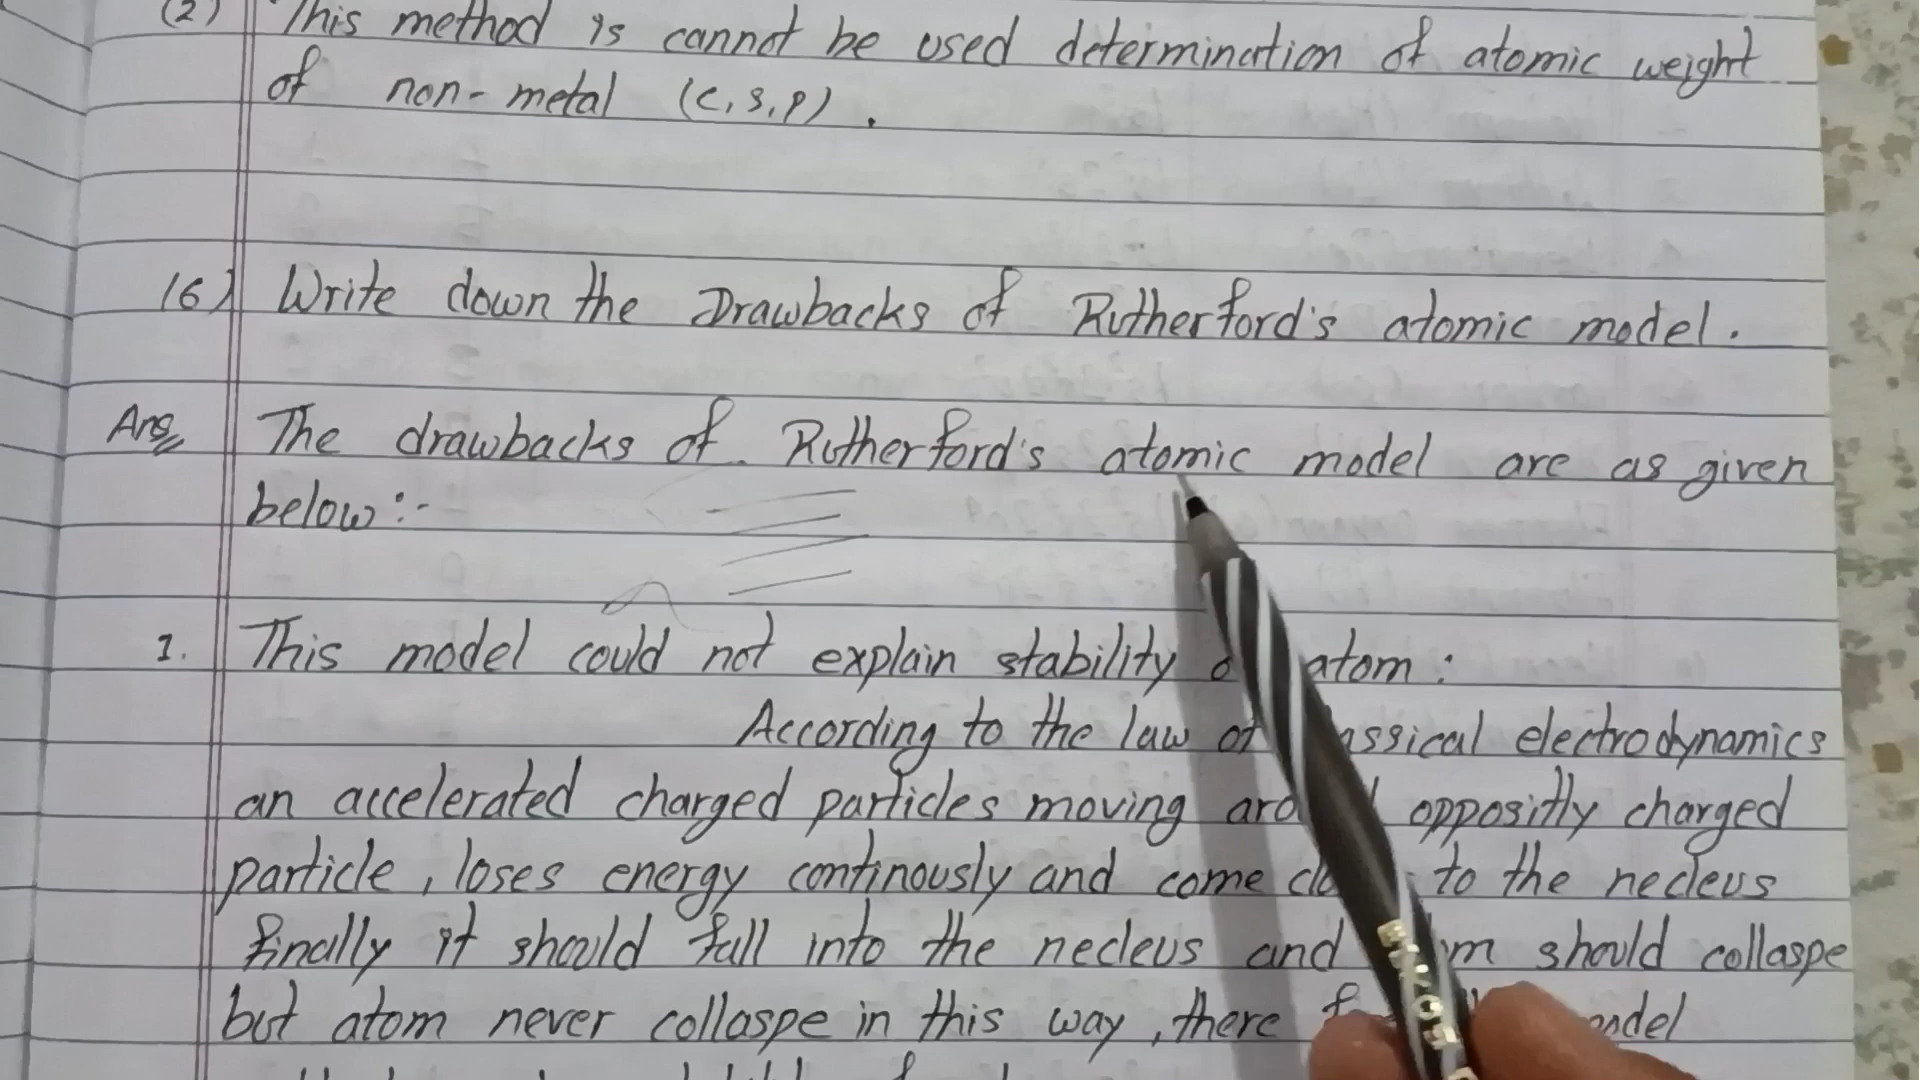 (2) This method is cannot be used determination of atomic weight
of non-metal (C, S, P).
16) Write down the Drawbacks of Rutherford's atomic model.
Ans The drawbacks of Rutherford's atomic model are as given
below:-
1. This model could not explain stability atom:
According to the law of electrodynamics
an accelerated charged particles moving oppositly charged
particle, loses energy continously and come to the necleus
finally it should fall into the necleus and should collaspe
but atom never collaspe in this way, there